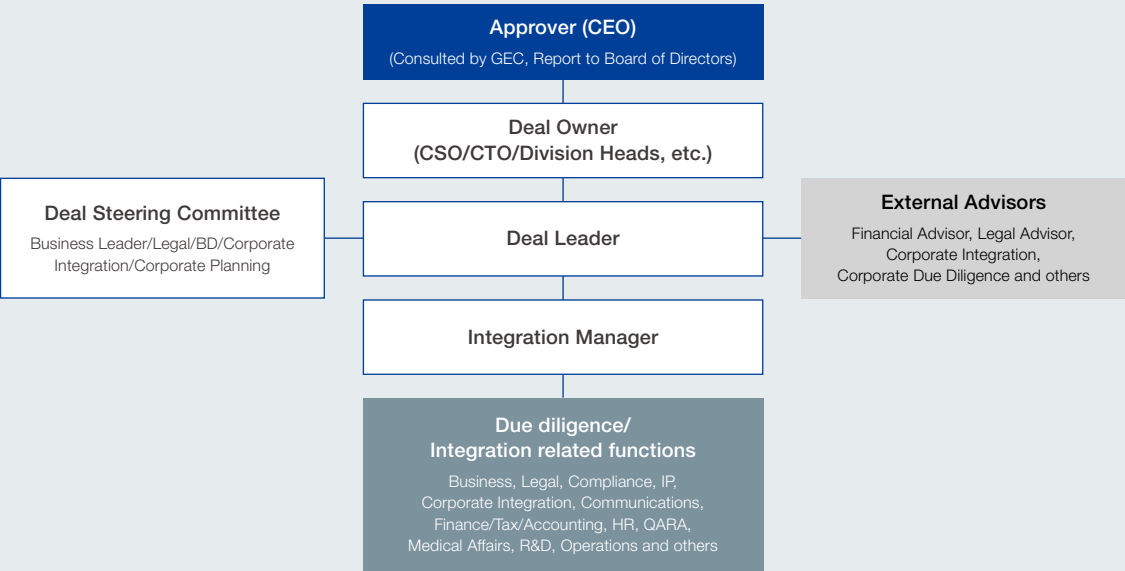 Approver (CEO)
(Consulted by GEC, Report to Board of Directors)
Deal Owner
(CSO/CTO/Division Heads, etc.)
Deal Steering Committee
Business Leader/Legal/BD/Corporate
Integration/Corporate Planning
Deal Leader
External Advisors
Financial Advisor, Legal Advisor,
Corporate Integration,
Corporate Due Diligence and others
Integration Manager
Due diligence/
Integration related functions
Business, Legal, Compliance, IP,
Corporate Integration, Communications,
Finance/Tax/Accounting, HR, QARA,
Medical Affairs, R&D, Operations and others